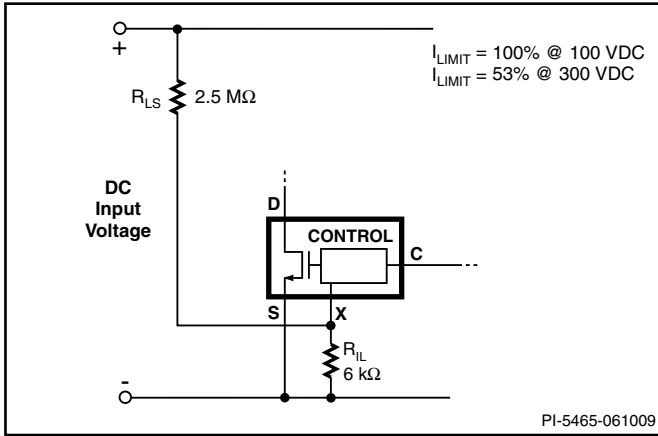 +
I_LIMIT = 100% @ 100 VDC
I_LIMIT = 53% @ 300 VDC
R_LS 2.5 MΩ
DC
Input
Voltage
D
CONTROL
C
S
X
R_IL
6 kΩ
-
PI-5465-061009